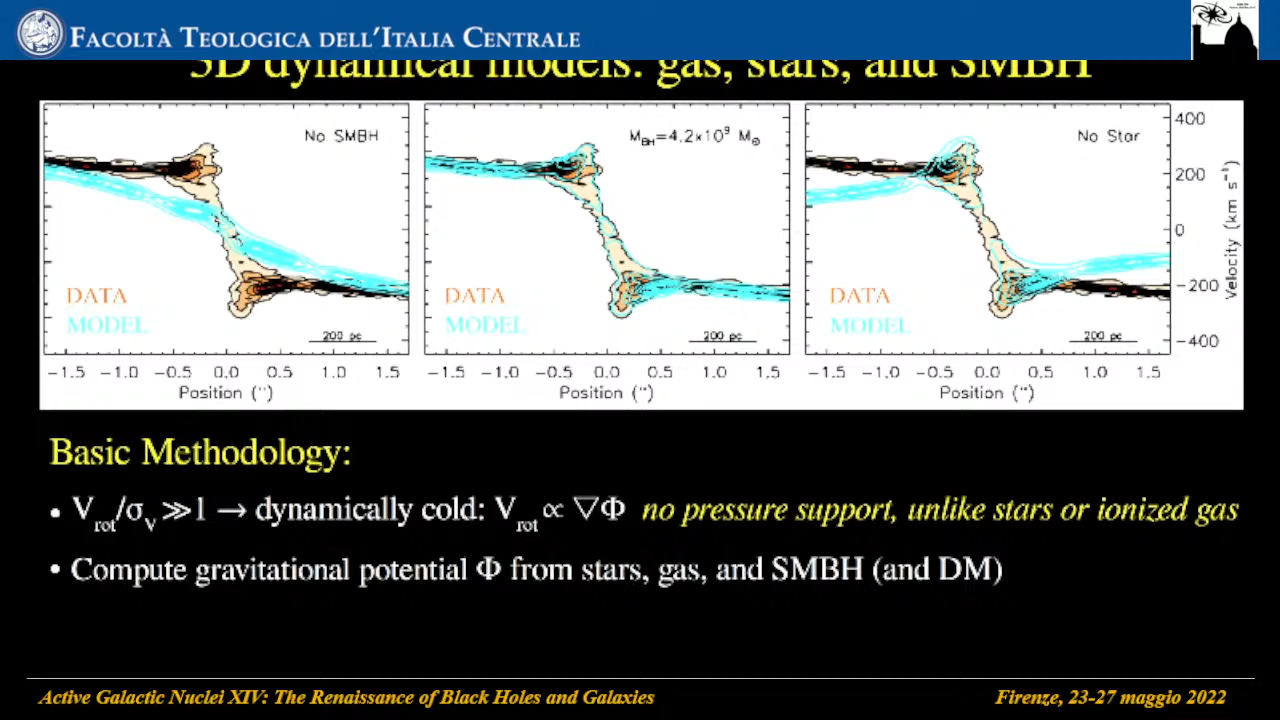 FACOLTÀ TEOLOGICA DELL'ITALIA CENTRALE
3D dynamical models: gas, stars, and SMBH
No SMBH
DATA
MODEL
200 pc
−1.5 −1.0 −0.5 0.0 0.5 1.0 1.5
Position (")
M_BH=4.2×10⁹ M☉
DATA
MODEL
200 pc
−1.5 −1.0 −0.5 0.0 0.5 1.0 1.5
Position (")
No Star
DATA
MODEL
200 pc
−1.5 −1.0 −0.5 0.0 0.5 1.0 1.5
Position (")
400
200
0
−200
−400
Velocity (km s⁻¹)
Basic Methodology:
• V_rot/σ_V ≫1 → dynamically cold: V_rot ∝ ▽Φ no pressure support, unlike stars or ionized gas
• Compute gravitational potential Φ from stars, gas, and SMBH (and DM)
Active Galactic Nuclei XIV: The Renaissance of Black Holes and Galaxies
Firenze, 23-27 maggio 2022